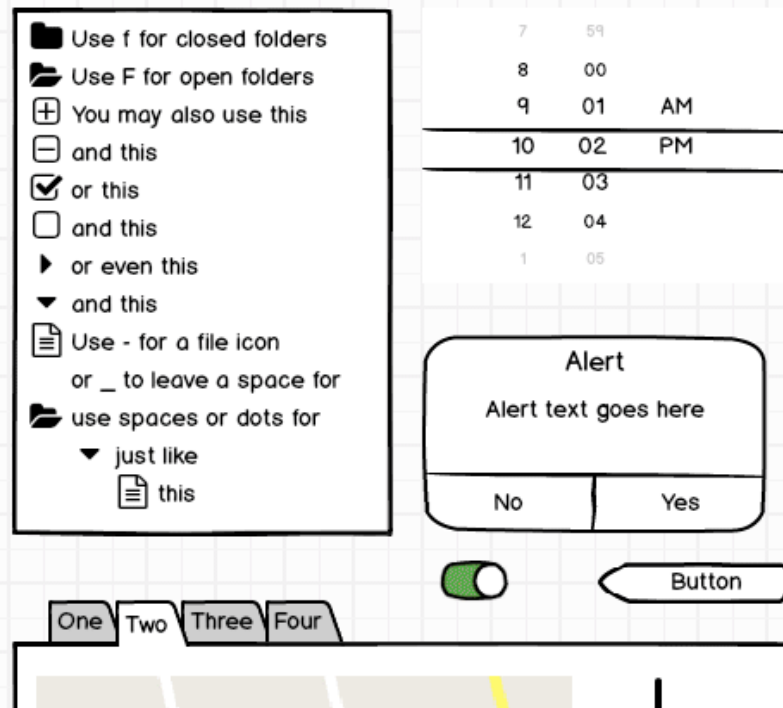 Use f for closed folders
Use F for open folders
You may also use this
and this
or this
and this
or even this
and this
Use - for a file icon
or _ to leave a space for
use spaces or dots for
just like
this
7 59
8 00
9 01 AM
10 02 PM
11 03
12 04
1 05
Alert
Alert text goes here
No Yes
Button
One Two Three Four